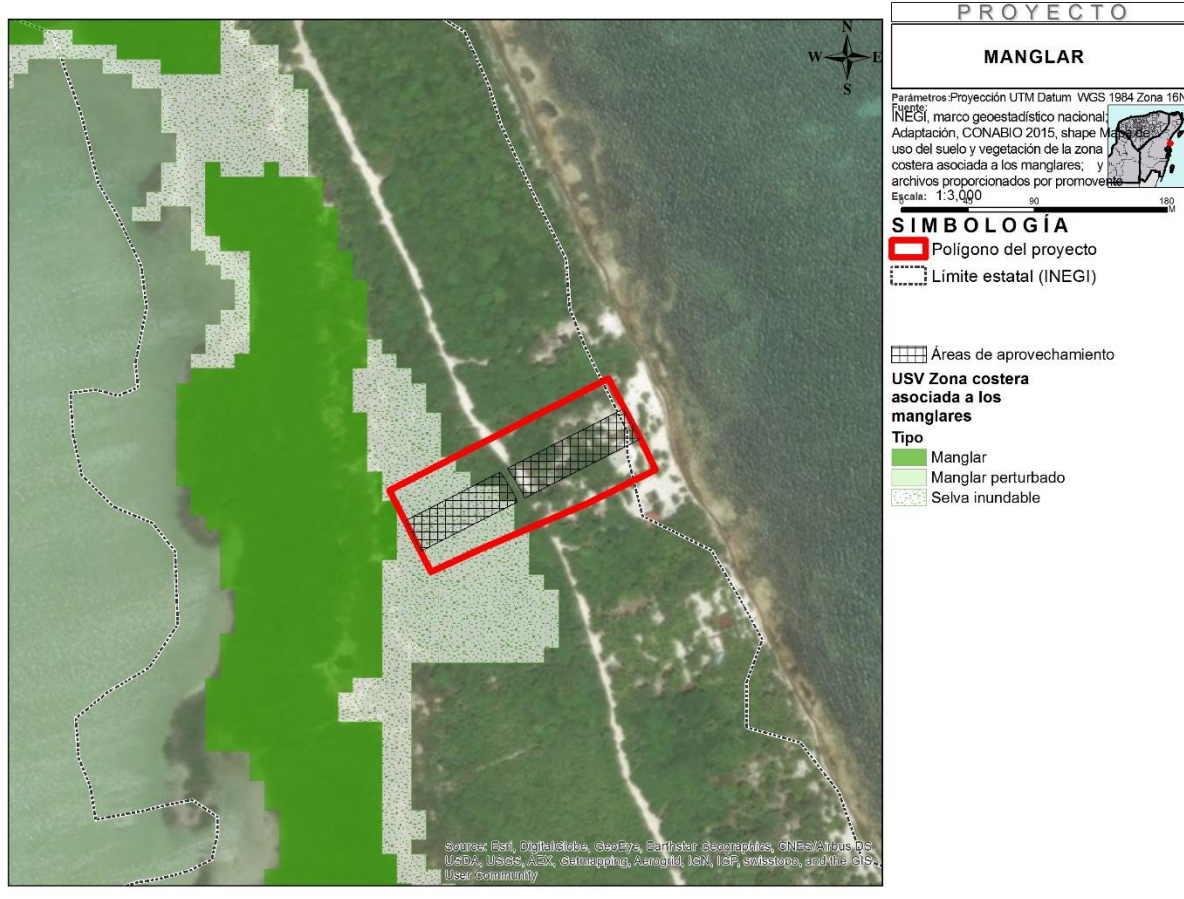 PROYECTO
MANGLAR
Parámetros:Proyección UTM Datum WGS 1984 Zona 16N
Fuente:
INEGI, marco geoestadístico nacional;
Adaptación, CONABIO 2015, shape Mapa de
uso del suelo y vegetación de la zona
costera asociada a los manglares; y
archivos proporcionados por promovente
Escala: 1:3,000
0 45 90 180
M
SIMBOLOGÍA
Polígono del proyecto
Límite estatal (INEGI)
Áreas de aprovechamiento
USV Zona costera
asociada a los
manglares
Tipo
Manglar
Manglar perturbado
Selva inundable
N
W E
S
Source: Esri, DigitalGlobe, GeoEye, Earthstar Geographics, CNES/Airbus DS,
USDA, USGS, AEX, Getmapping, Aerogrid, IGN, IGP, swisstopo, and the GIS
User Community